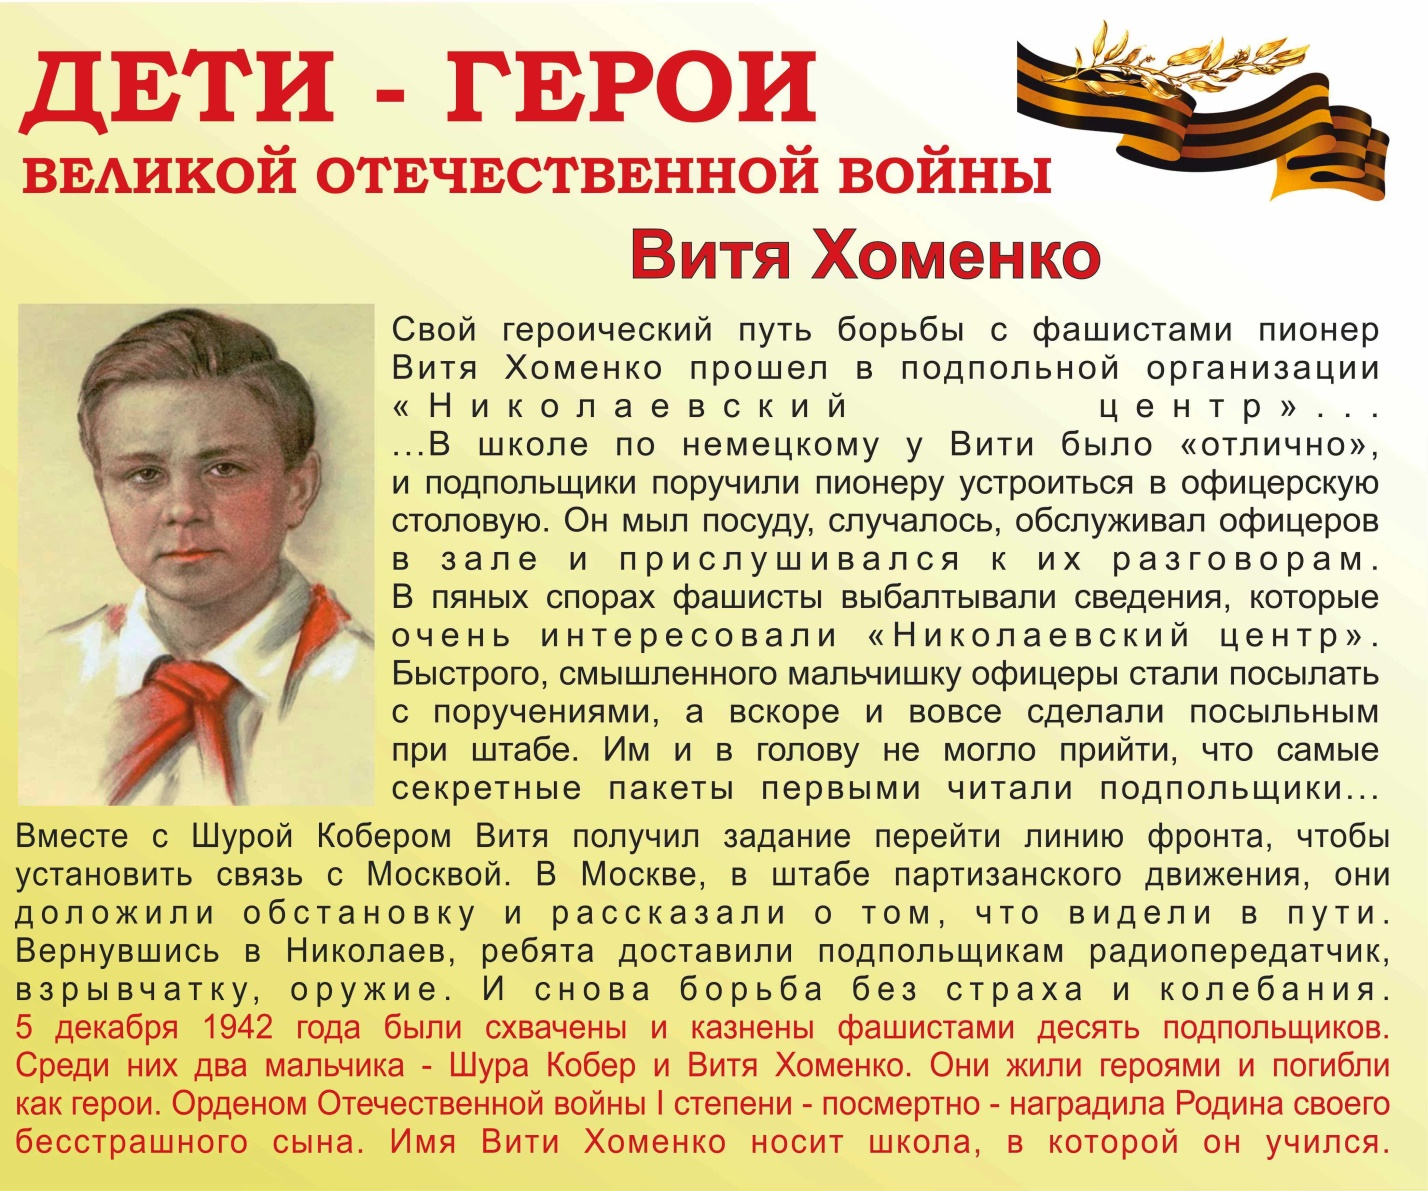 ДЕТИ - ГЕРОИ
ВЕЛИКОЙ ОТЕЧЕСТВЕННОЙ ВОЙНЫ
Витя Хоменко
Свой героический путь борьбы с фашистами пионер
Витя Хоменко прошел в подпольной организации
«Николаевский центр»...
...В школе по немецкому у Вити было «отлично»,
и подпольщики поручили пионеру устроиться в офицерскую
столовую. Он мыл посуду, случалось, обслуживал офицеров
в зале и прислушивался к их разговорам.
В пяных спорах фашисты выбалтывали сведения, которые
очень интересовали «Николаевский центр».
Быстрого, смышленного мальчишку офицеры стали посылать
с поручениями, а вскоре и вовсе сделали посыльным
при штабе. Им и в голову не могло прийти, что самые
секретные пакеты первыми читали подпольщики...
Вместе с Шурой Кобером Витя получил задание перейти линию фронта, чтобы
установить связь с Москвой. В Москве, в штабе партизанского движения, они
доложили обстановку и рассказали о том, что видели в пути.
Вернувшись в Николаев, ребята доставили подпольщикам радиопередатчик,
взрывчатку, оружие. И снова борьба без страха и колебания.
5 декабря 1942 года были схвачены и казнены фашистами десять подпольщиков.
Среди них два мальчика - Шура Кобер и Витя Хоменко. Они жили героями и погибли
как герои. Орденом Отечественной войны I степени - посмертно - наградила Родина своего
бесстрашного сына. Имя Вити Хоменко носит школа, в которой он учился.